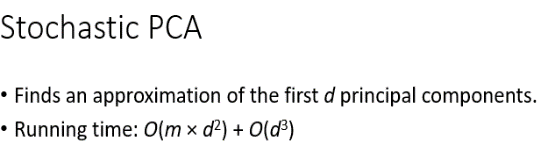 Stochastic PCA
• Finds an approximation of the first d principal components.
• Running time: O(m × d²) + O(d³)